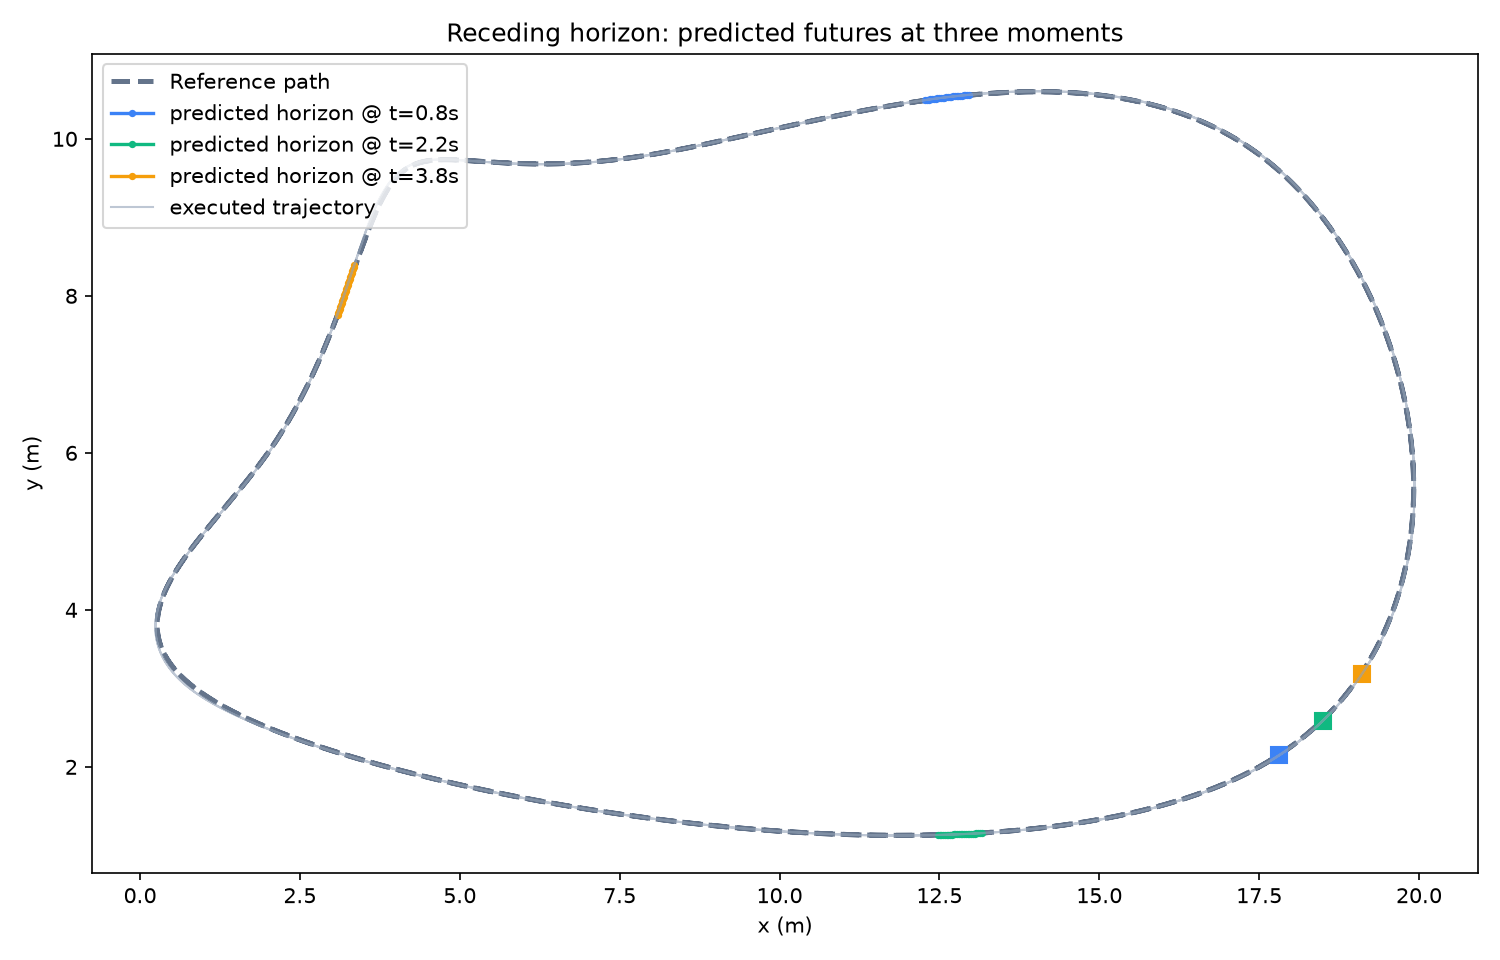 Receding horizon: predicted futures at three moments
Reference path
predicted horizon @ t=0.8s
predicted horizon @ t=2.2s
predicted horizon @ t=3.8s
executed trajectory
10
8
6
4
2
y (m)
0.0 2.5 5.0 7.5 10.0 12.5 15.0 17.5 20.0
x (m)